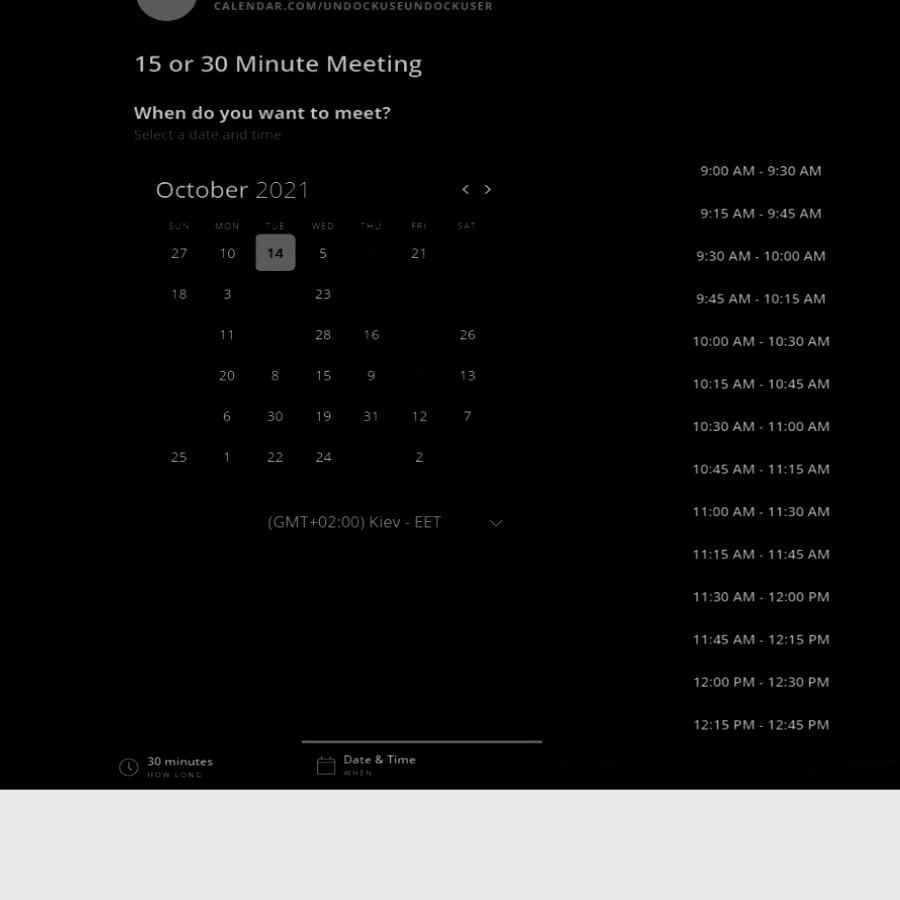 CALENDAR.COM/UNDOCKUSEUNDOCKUSER
15 or 30 Minute Meeting
When do you want to meet?
Select a date and time
October 2021 < >
SUN MON TUE WED THU FRI SAT
27 10 14 5 21
18 3 23
11 28 16 26
20 8 15 9 13
6 30 19 31 12 7
25 1 22 24 2
(GMT+02:00) Kiev - EET
9:00 AM - 9:30 AM
9:15 AM - 9:45 AM
9:30 AM - 10:00 AM
9:45 AM - 10:15 AM
10:00 AM - 10:30 AM
10:15 AM - 10:45 AM
10:30 AM - 11:00 AM
10:45 AM - 11:15 AM
11:00 AM - 11:30 AM
11:15 AM - 11:45 AM
11:30 AM - 12:00 PM
11:45 AM - 12:15 PM
12:00 PM - 12:30 PM
12:15 PM - 12:45 PM
30 minutes
HOW LONG
Date & Time
WHEN